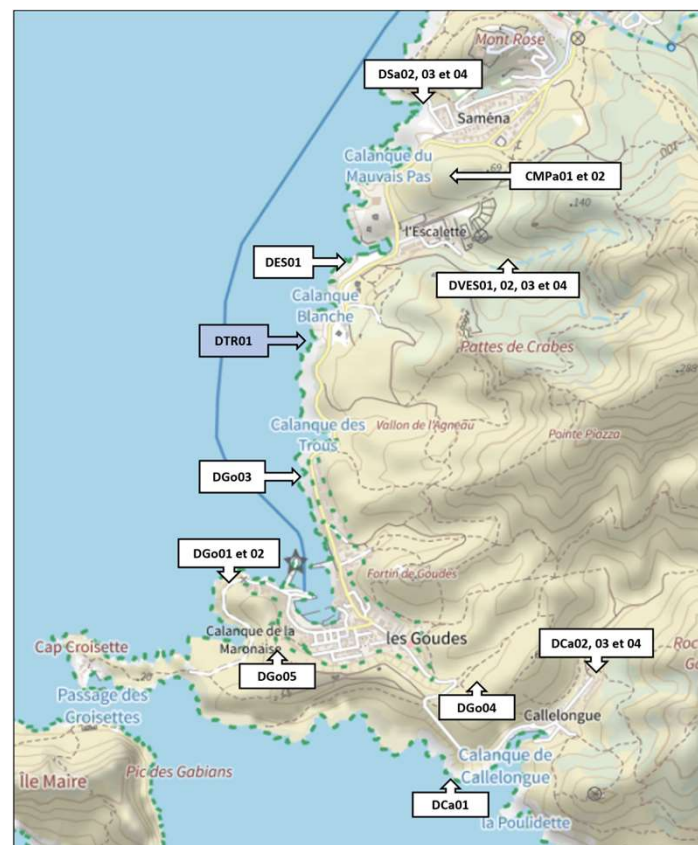 Mont Rose
DSa02, 03 et 04
Saména
Calanque du
Mauvais Pas
69
CMPa01 et 02
140
l'Escalette
DES01
DVES01, 02, 03 et 04
Calanque
Blanche
DTR01
Pattes de Crabes
288
Calanque des
Trous
Vallon de l'Agneau
Pointe Piazza
DGo03
DGo01 et 02
Fortin de Goudes
Calanque de la
Maronaise
les Goudes
DCa02, 03 et 04
Cap Croisette
20
DGo05
Passage des
Croisettes
DGo04
Callelongue
Calanque de
Callelongue
Île Maire
Pic des Gabians
DCa01
la Poulidette